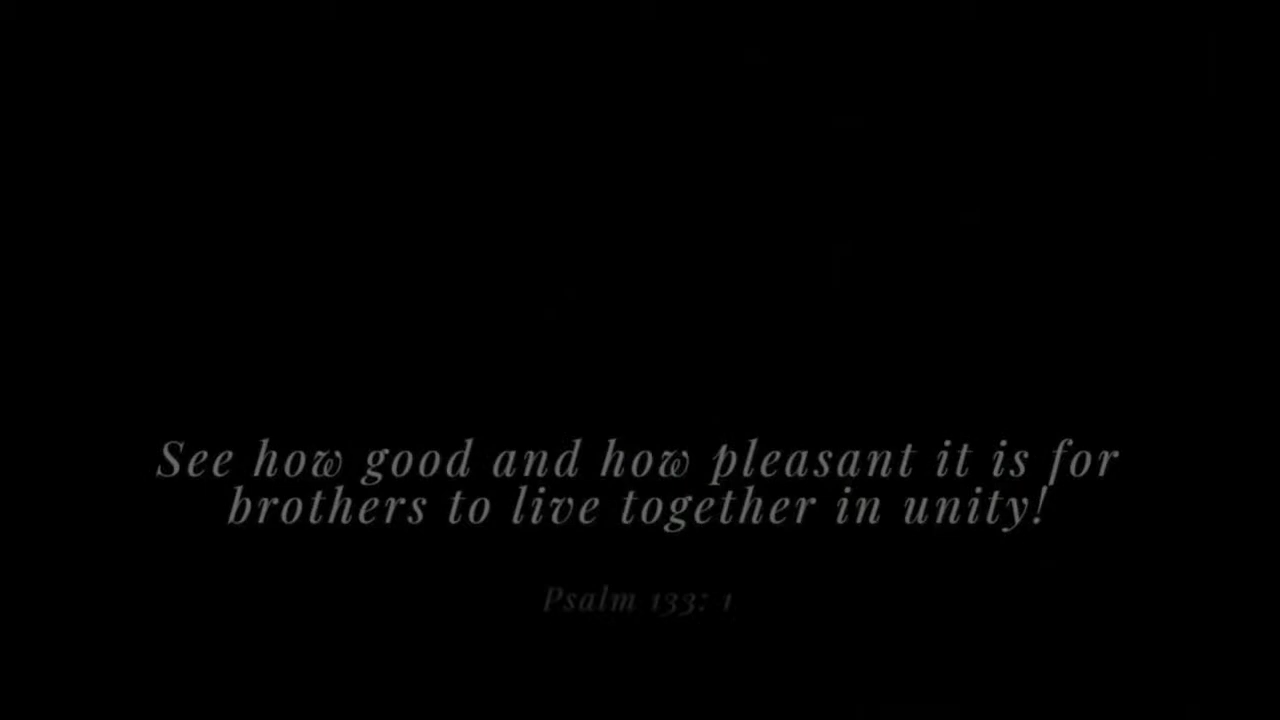 See how good and how pleasant it is for
brothers to live together in unity!
Psalm 133: 1